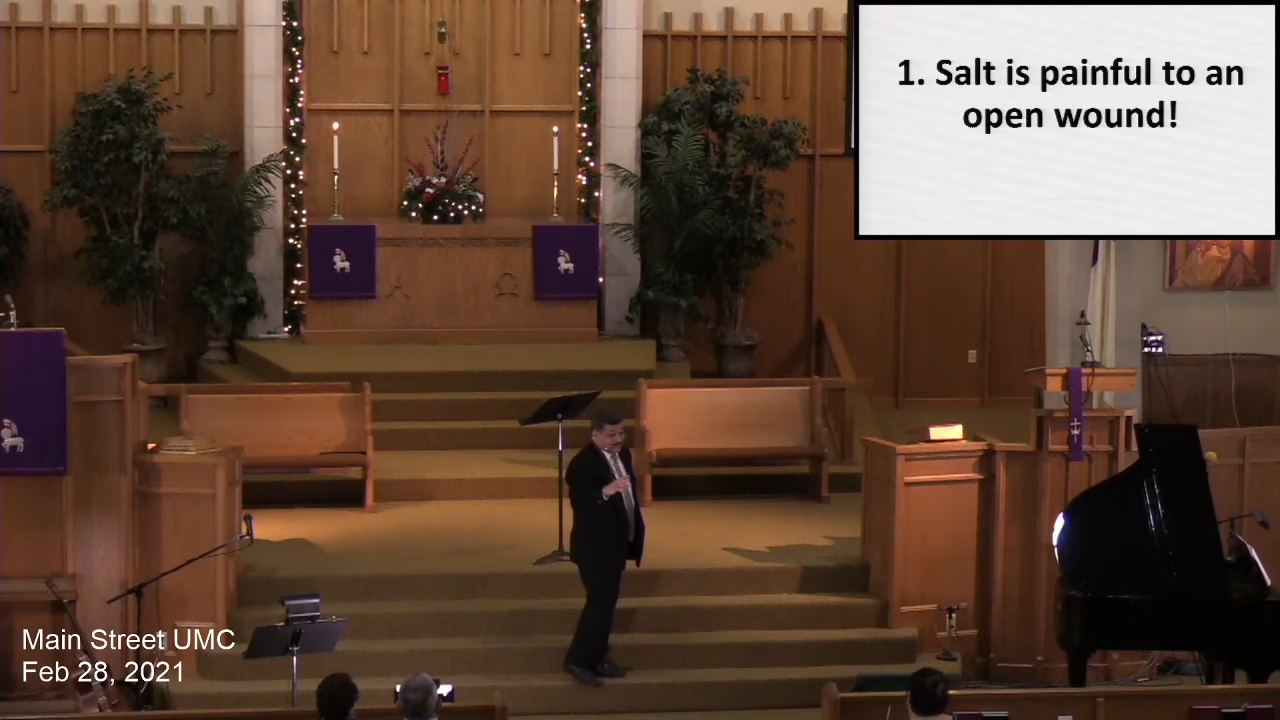 1. Salt is painful to an
open wound!
Α Ω
Main Street UMC
Feb 28, 2021